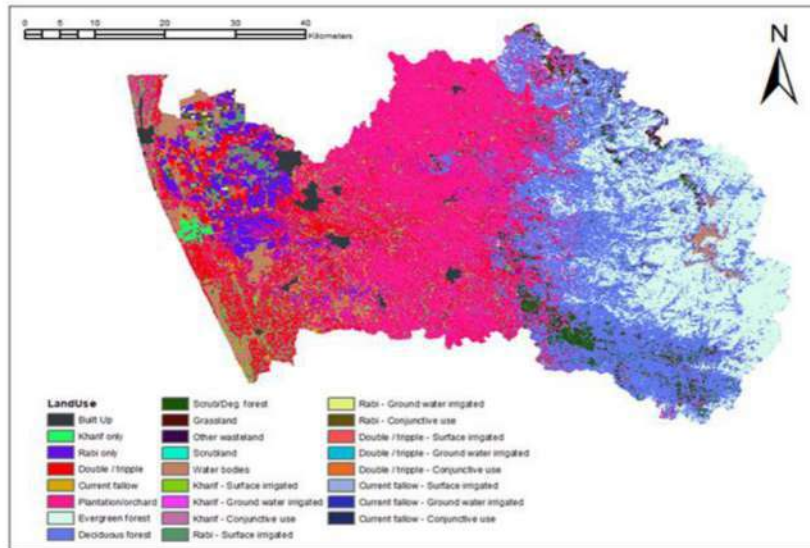 0 5 10 20 30 40
Kilometers
N
LandUse
Built Up
Kharif only
Rabi only
Double / tripple
Current fallow
Plantation/orchard
Evergreen forest
Deciduous forest
Scrub/Deg. forest
Grassland
Other wasteland
Scrubland
Water bodies
Kharif - Surface irrigated
Kharif - Ground water irrigated
Kharif - Conjunctive use
Rabi - Surface irrigated
Rabi - Ground water irrigated
Rabi - Conjunctive use
Double / tripple - Surface irrigated
Double / tripple - Ground water irrigated
Double / tripple - Conjunctive use
Current fallow - Surface irrigated
Current fallow - Ground water irrigated
Current fallow - Conjunctive use